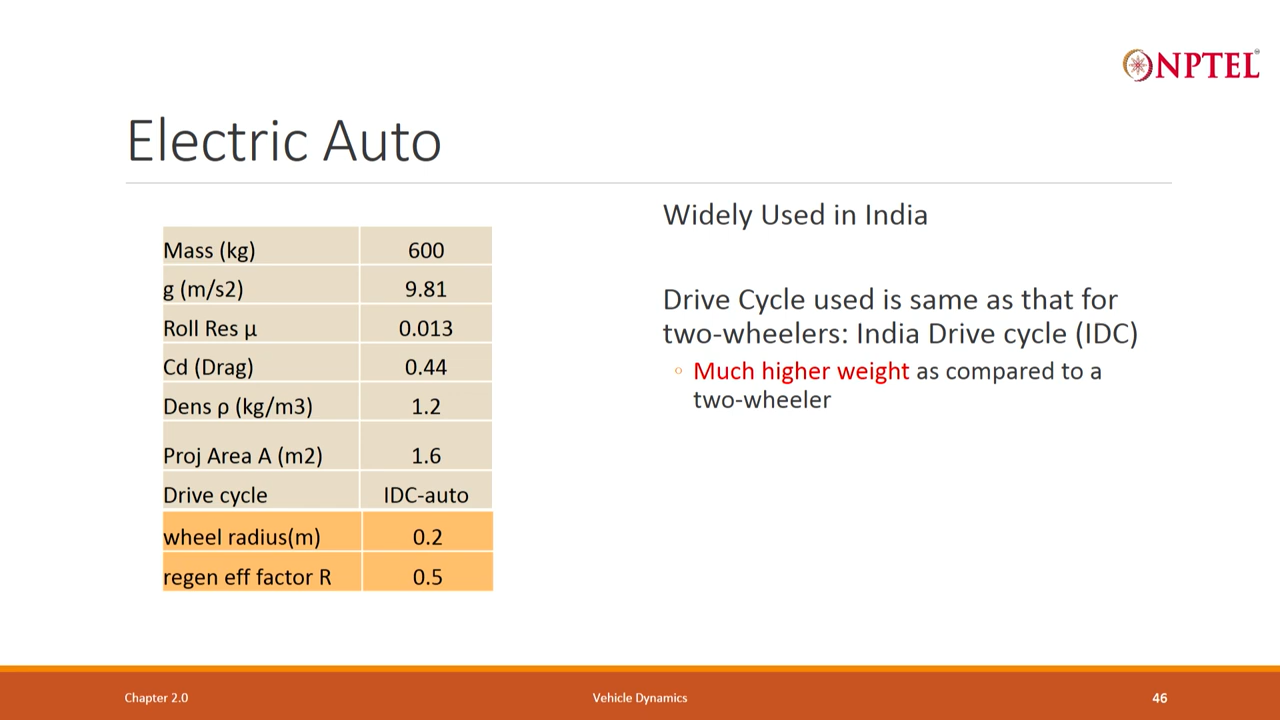 NPTEL
Electric Auto
Mass (kg) 600
g (m/s2) 9.81
Roll Res μ 0.013
Cd (Drag) 0.44
Dens ρ (kg/m3) 1.2
Proj Area A (m2) 1.6
Drive cycle IDC-auto
wheel radius(m) 0.2
regen eff factor R 0.5
Widely Used in India
Drive Cycle used is same as that for
two-wheelers: India Drive cycle (IDC)
Much higher weight as compared to a
two-wheeler
Chapter 2.0 Vehicle Dynamics 46